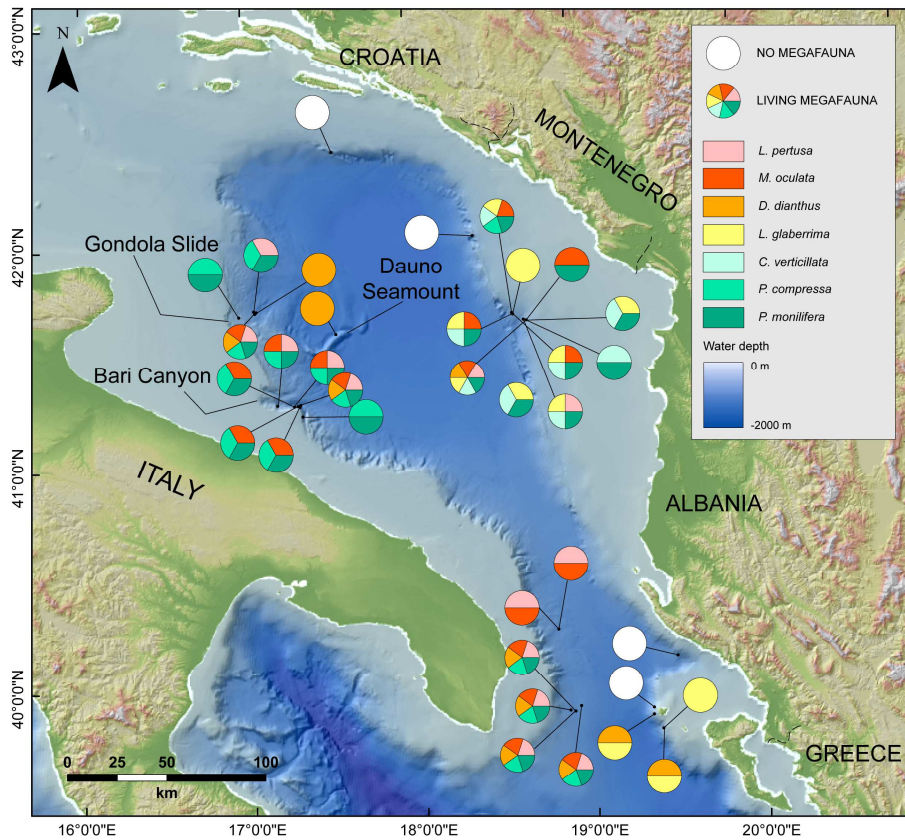 43°0'0"N
42°0'0"N
41°0'0"N
40°0'0"N
N
CROATIA
MONTENEGRO
Gondola Slide
Dauno
Seamount
Bari Canyon
ITALY
ALBANIA
GREECE
NO MEGAFAUNA
LIVING MEGAFAUNA
L. pertusa
M. oculata
D. dianthus
L. glaberrima
C. verticillata
P. compressa
P. monilifera
Water depth
0 m
-2000 m
0 25 50 100
km
16°0'0"E 17°0'0"E 18°0'0"E 19°0'0"E 20°0'0"E